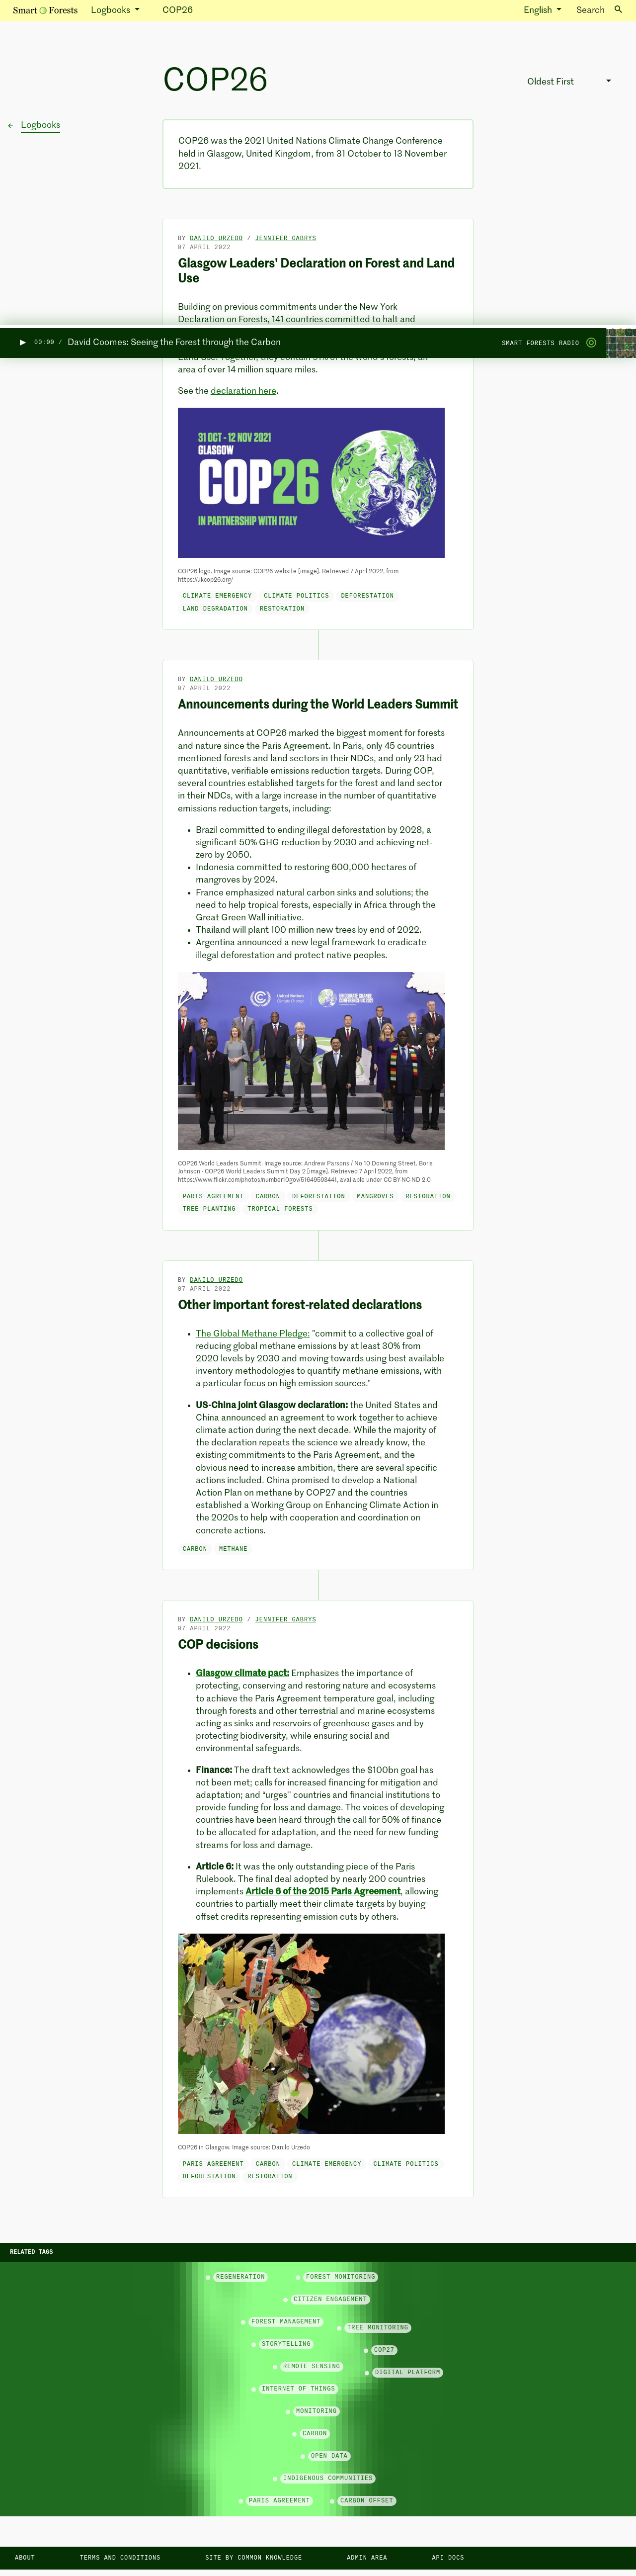 Smart Forests Logbooks COP26 English Search
COP26
Oldest First
Logbooks
COP26 was the 2021 United Nations Climate Change Conference
held in Glasgow, United Kingdom, from 31 October to 13 November
2021.
BY DANILO URZEDO / JENNIFER GABRYS
07 APRIL 2022
Glasgow Leaders' Declaration on Forest and Land
Use
Building on previous commitments under the New York
Declaration on Forests, 141 countries committed to halt and
00:00 / David Coomes: Seeing the Forest through the Carbon SMART FORESTS RADIO
area of over 14 million square miles.
See the declaration here.
31 OCT - 12 NOV 2021
GLASGOW
COP26
IN PARTNERSHIP WITH ITALY
COP26 logo. Image source: COP26 website [image]. Retrieved 7 April 2022, from
https://ukcop26.org/
CLIMATE EMERGENCY CLIMATE POLITICS DEFORESTATION
LAND DEGRADATION RESTORATION
BY DANILO URZEDO
07 APRIL 2022
Announcements during the World Leaders Summit
Announcements at COP26 marked the biggest moment for forests
and nature since the Paris Agreement. In Paris, only 45 countries
mentioned forests and land sectors in their NDCs, and only 23 had
quantitative, verifiable emissions reduction targets. During COP,
several countries established targets for the forest and land sector
in their NDCs, with a large increase in the number of quantitative
emissions reduction targets, including:
• Brazil committed to ending illegal deforestation by 2028, a
significant 50% GHG reduction by 2030 and achieving net-
zero by 2050.
• Indonesia committed to restoring 600,000 hectares of
mangroves by 2024.
• France emphasized natural carbon sinks and solutions; the
need to help tropical forests, especially in Africa through the
Great Green Wall initiative.
• Thailand will plant 100 million new trees by end of 2022.
• Argentina announced a new legal framework to eradicate
illegal deforestation and protect native peoples.
United Nations
Climate Change
UN CLIMATE CHANGE
CONFERENCE UK 2021
COP26 World Leaders Summit. Image source: Andrew Parsons / No 10 Downing Street. Boris
Johnson - COP26 World Leaders Summit Day 2 [image]. Retrieved 7 April 2022, from
https://www.flickr.com/photos/number10gov/51649593441, available under CC BY-NC-ND 2.0
PARIS AGREEMENT CARBON DEFORESTATION MANGROVES RESTORATION
TREE PLANTING TROPICAL FORESTS
BY DANILO URZEDO
07 APRIL 2022
Other important forest-related declarations
• The Global Methane Pledge: "commit to a collective goal of
reducing global methane emissions by at least 30% from
2020 levels by 2030 and moving towards using best available
inventory methodologies to quantify methane emissions, with
a particular focus on high emission sources."
• US-China joint Glasgow declaration: the United States and
China announced an agreement to work together to achieve
climate action during the next decade. While the majority of
the declaration repeats the science we already know, the
existing commitments to the Paris Agreement, and the
obvious need to increase ambition, there are several specific
actions included. China promised to develop a National
Action Plan on methane by COP27 and the countries
established a Working Group on Enhancing Climate Action in
the 2020s to help with cooperation and coordination on
concrete actions.
CARBON METHANE
BY DANILO URZEDO / JENNIFER GABRYS
07 APRIL 2022
COP decisions
• Glasgow climate pact: Emphasizes the importance of
protecting, conserving and restoring nature and ecosystems
to achieve the Paris Agreement temperature goal, including
through forests and other terrestrial and marine ecosystems
acting as sinks and reservoirs of greenhouse gases and by
protecting biodiversity, while ensuring social and
environmental safeguards.
• Finance: The draft text acknowledges the $100bn goal has
not been met; calls for increased financing for mitigation and
adaptation; and “urges” countries and financial institutions to
provide funding for loss and damage. The voices of developing
countries have been heard through the call for 50% of finance
to be allocated for adaptation, and the need for new funding
streams for loss and damage.
• Article 6: It was the only outstanding piece of the Paris
Rulebook. The final deal adopted by nearly 200 countries
implements Article 6 of the 2015 Paris Agreement, allowing
countries to partially meet their climate targets by buying
offset credits representing emission cuts by others.
COP26 in Glasgow. Image source: Danilo Urzedo
PARIS AGREEMENT CARBON CLIMATE EMERGENCY CLIMATE POLITICS
DEFORESTATION RESTORATION
RELATED TAGS
REGENERATION FOREST MONITORING
CITIZEN ENGAGEMENT
FOREST MANAGEMENT
TREE MONITORING
STORYTELLING
COP27
REMOTE SENSING
DIGITAL PLATFORM
INTERNET OF THINGS
MONITORING
CARBON
OPEN DATA
INDIGENOUS COMMUNITIES
PARIS AGREEMENT CARBON OFFSET
ABOUT TERMS AND CONDITIONS SITE BY COMMON KNOWLEDGE ADMIN AREA API DOCS